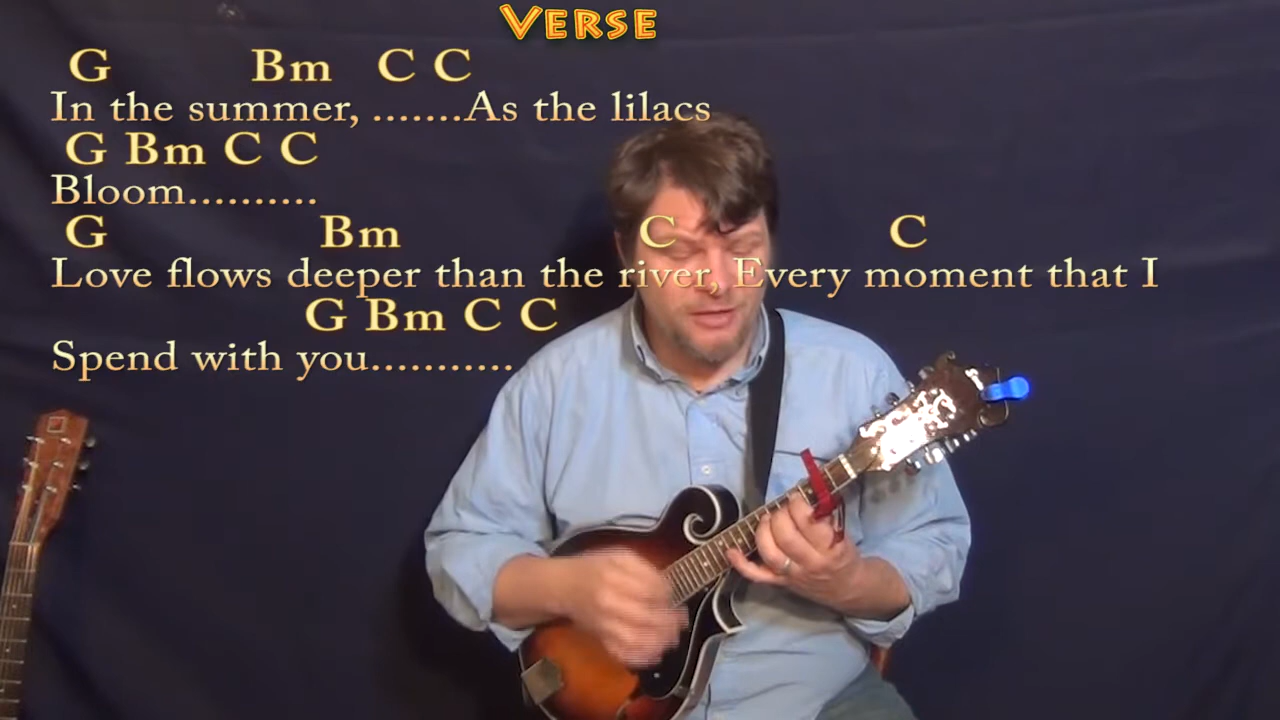 VERSE
G Bm C C
In the summer, .......As the lilacs
G Bm C C
Bloom..........
G Bm C C
Love flows deeper than the river, Every moment that I
G Bm C C
Spend with you...........